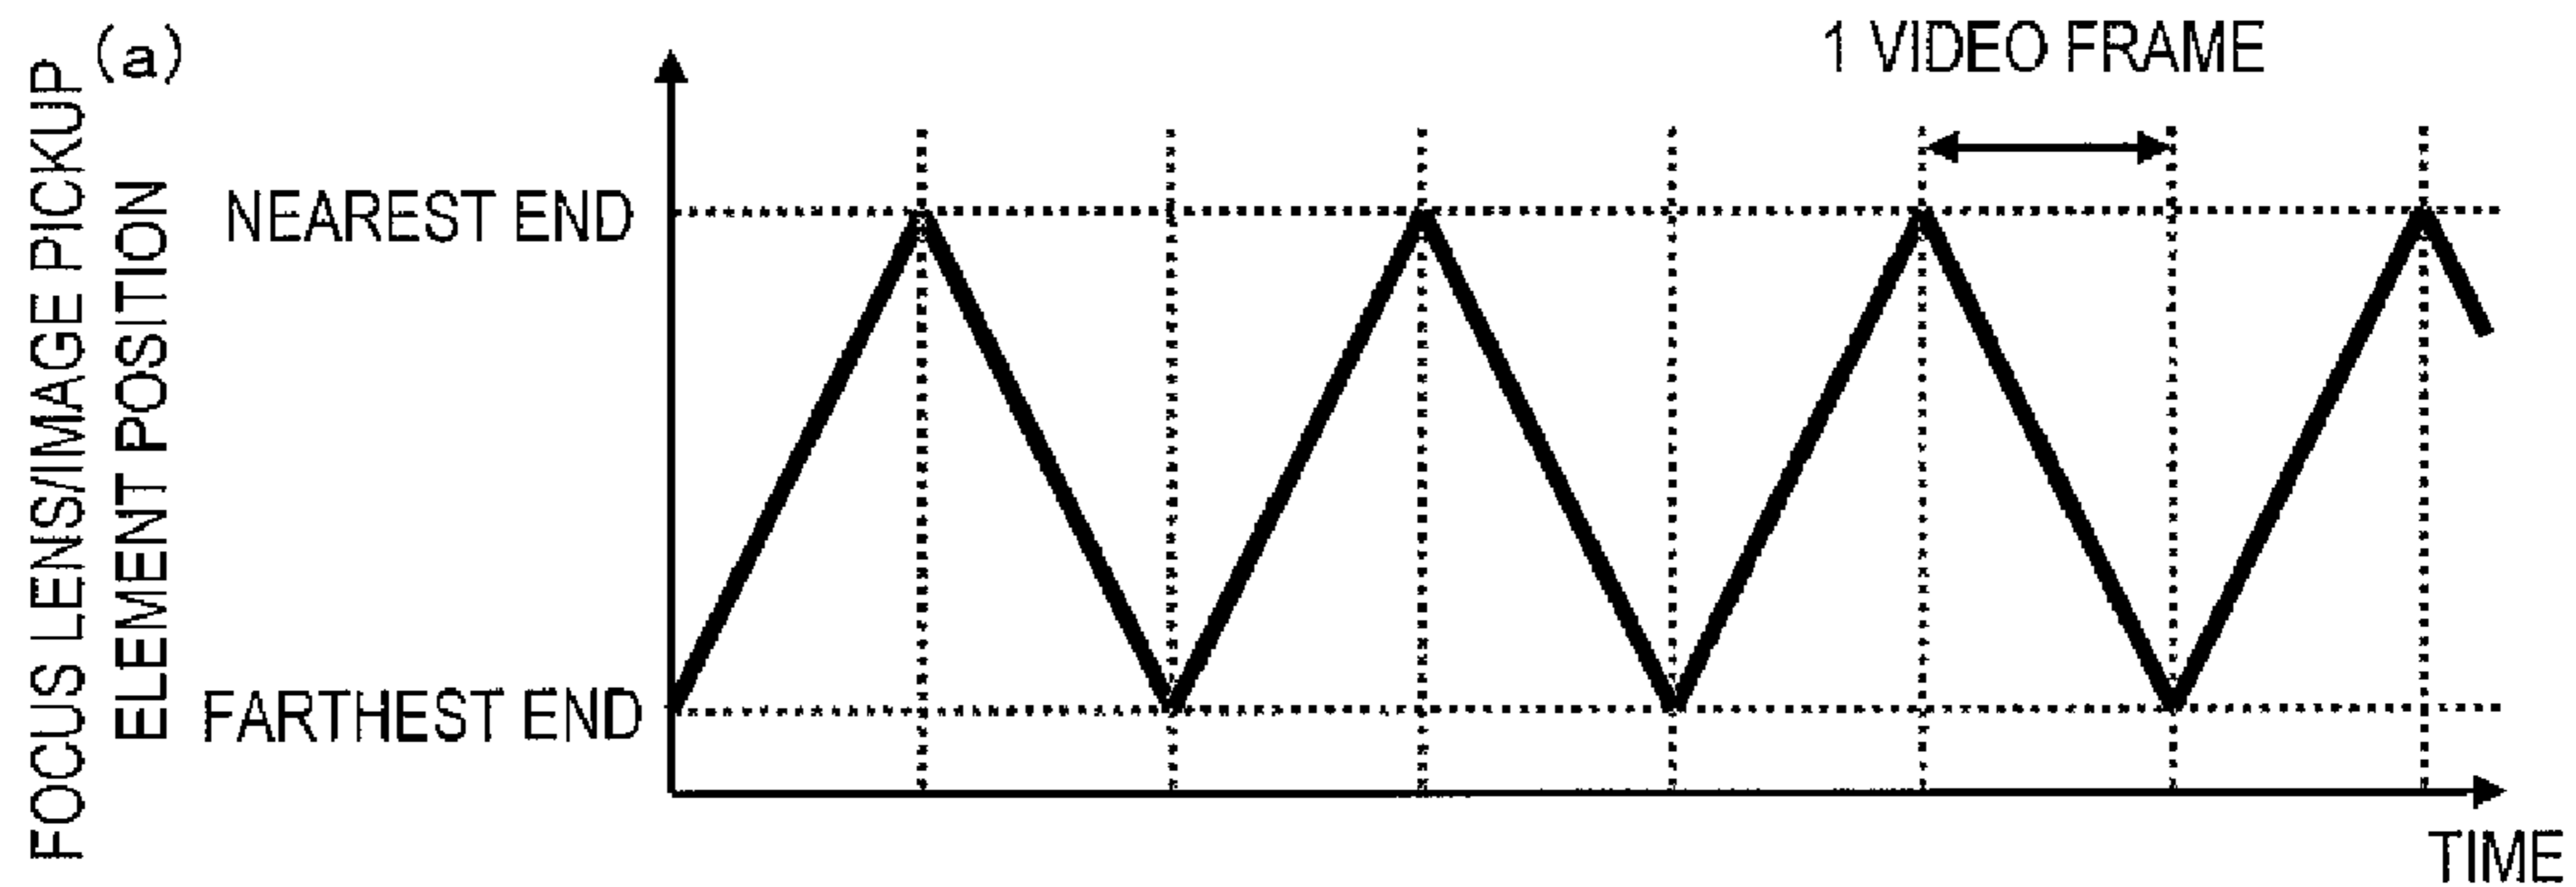 (a)
1 VIDEO FRAME
FOCUS LENS/IMAGE PICKUP
ELEMENT POSITION
NEAREST END
FARTHEST END
TIME